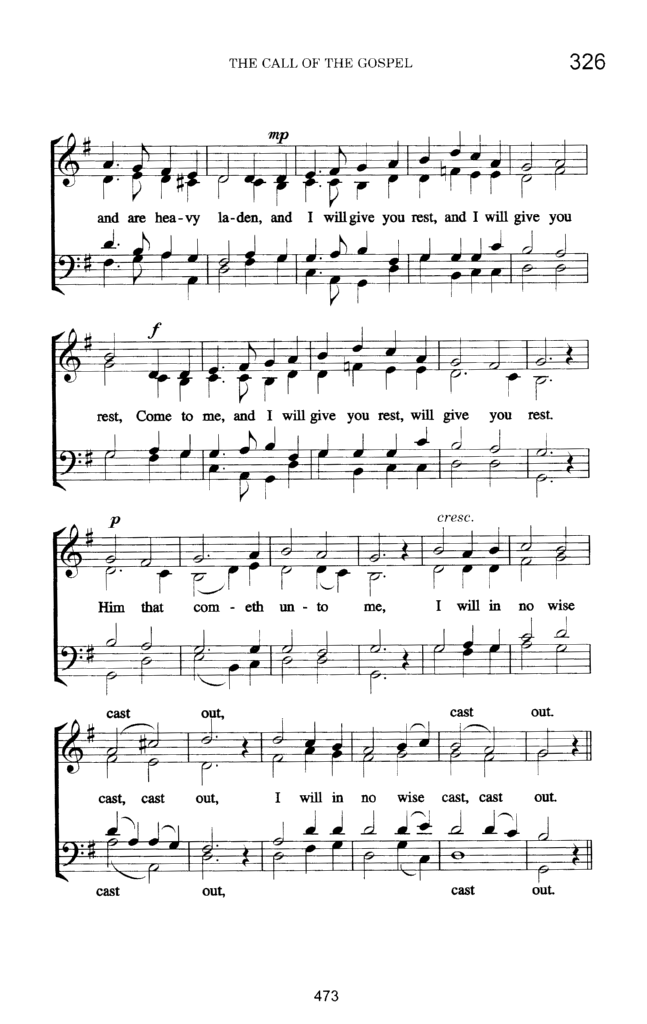 THE CALL OF THE GOSPEL
326
mp
and are hea-vy la-den, and I will give you rest, and I will give you
f
rest, Come to me, and I will give you rest, will give you rest.
p
cresc.
Him that com - eth un - to me, I will in no wise
cast out, cast out.
cast, cast out, I will in no wise cast, cast out.
cast out, cast out.
473